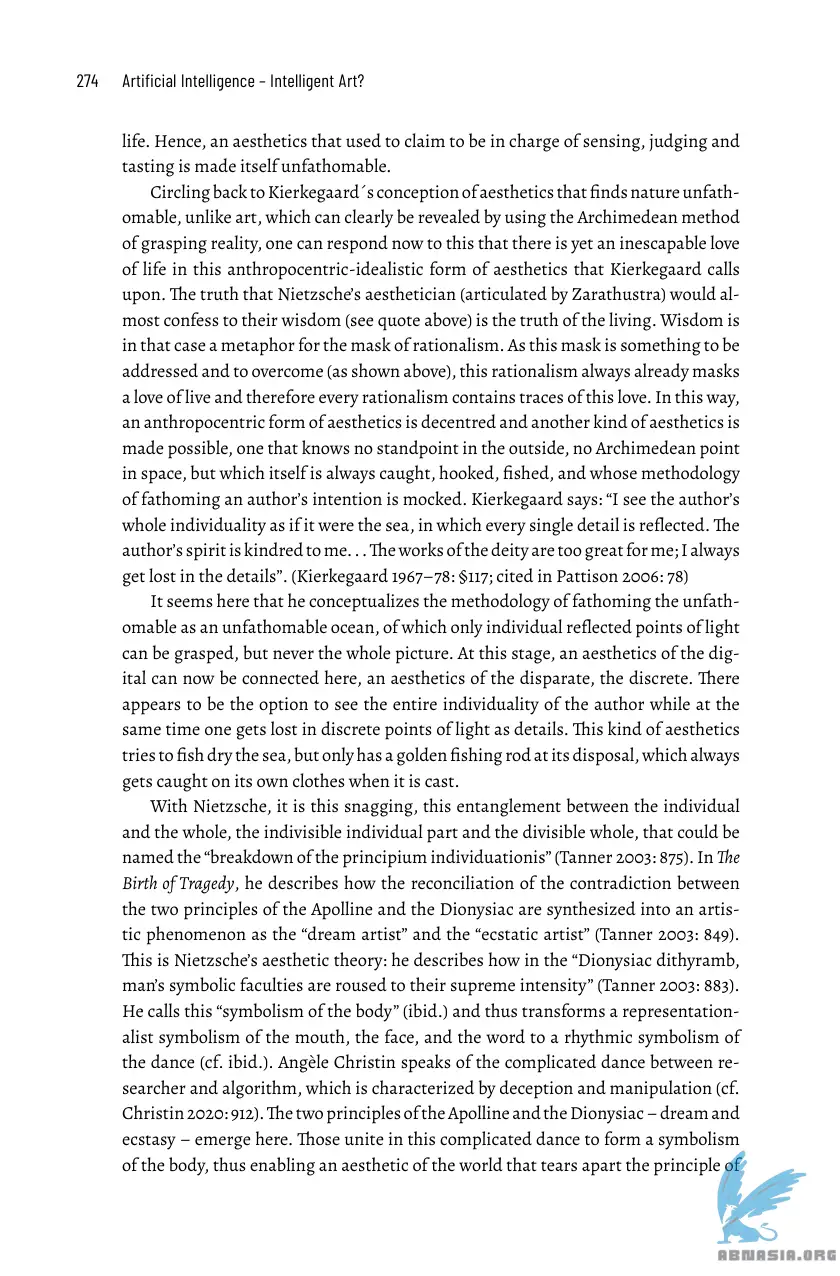 274 Artificial Intelligence – Intelligent Art?
life. Hence, an aesthetics that used to claim to be in charge of sensing, judging and
tasting is made itself unfathomable.
Circling back to Kierkegaard´s conception of aesthetics that finds nature unfath-
omable, unlike art, which can clearly be revealed by using the Archimedean method
of grasping reality, one can respond now to this that there is yet an inescapable love
of life in this anthropocentric-idealistic form of aesthetics that Kierkegaard calls
upon. The truth that Nietzsche’s aesthetician (articulated by Zarathustra) would al-
most confess to their wisdom (see quote above) is the truth of the living. Wisdom is
in that case a metaphor for the mask of rationalism. As this mask is something to be
addressed and to overcome (as shown above), this rationalism always already masks
a love of live and therefore every rationalism contains traces of this love. In this way,
an anthropocentric form of aesthetics is decentred and another kind of aesthetics is
made possible, one that knows no standpoint in the outside, no Archimedean point
in space, but which itself is always caught, hooked, fished, and whose methodology
of fathoming an author’s intention is mocked. Kierkegaard says: “I see the author’s
whole individuality as if it were the sea, in which every single detail is reflected. The
author’s spirit is kindred to me. . . The works of the deity are too great for me; I always
get lost in the details”. (Kierkegaard 1967–78: §117; cited in Pattison 2006: 78)
It seems here that he conceptualizes the methodology of fathoming the unfath-
omable as an unfathomable ocean, of which only individual reflected points of light
can be grasped, but never the whole picture. At this stage, an aesthetics of the dig-
ital can now be connected here, an aesthetics of the disparate, the discrete. There
appears to be the option to see the entire individuality of the author while at the
same time one gets lost in discrete points of light as details. This kind of aesthetics
tries to fish dry the sea, but only has a golden fishing rod at its disposal, which always
gets caught on its own clothes when it is cast.
With Nietzsche, it is this snagging, this entanglement between the individual
and the whole, the indivisible individual part and the divisible whole, that could be
named the “breakdown of the principium individuationis” (Tanner 2003: 875). In The
Birth of Tragedy, he describes how the reconciliation of the contradiction between
the two principles of the Apolline and the Dionysiac are synthesized into an artis-
tic phenomenon as the “dream artist” and the “ecstatic artist” (Tanner 2003: 849).
This is Nietzsche’s aesthetic theory: he describes how in the “Dionysiac dithyramb,
man’s symbolic faculties are roused to their supreme intensity” (Tanner 2003: 883).
He calls this “symbolism of the body” (ibid.) and thus transforms a representation-
alist symbolism of the mouth, the face, and the word to a rhythmic symbolism of
the dance (cf. ibid.). Angèle Christin speaks of the complicated dance between re-
searcher and algorithm, which is characterized by deception and manipulation (cf.
Christin 2020: 912). The two principles of the Apolline and the Dionysiac – dream and
ecstasy – emerge here. Those unite in this complicated dance to form a symbolism
of the body, thus enabling an aesthetic of the world that tears apart the principle of
ABMASIA.ORG